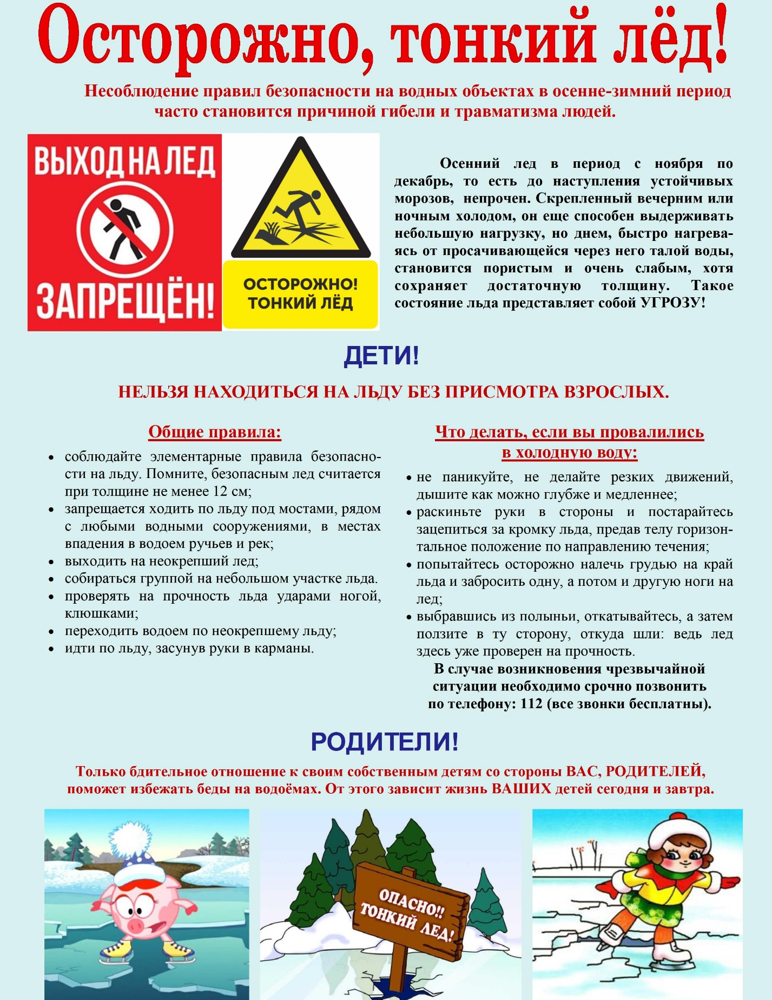 Осторожно, тонкий лёд!
Несоблюдение правил безопасности на водных объектах в осенне-зимний период
часто становится причиной гибели и травматизма людей.
ВЫХОД НА ЛЕД
ЗАПРЕЩЁН!
ОСТОРОЖНО!
ТОНКИЙ ЛЁД
Осенний лед в период с ноября по
декабрь, то есть до наступления устойчивых
морозов, непрочен. Скрепленный вечерним или
ночным холодом, он еще способен выдерживать
небольшую нагрузку, но днем, быстро нагрева-
ясь от просачивающейся через него талой воды,
становится пористым и очень слабым, хотя
сохраняет достаточную толщину. Такое
состояние льда представляет собой УГРОЗУ!
ДЕТИ!
НЕЛЬЗЯ НАХОДИТЬСЯ НА ЛЬДУ БЕЗ ПРИСМОТРА ВЗРОСЛЫХ.
Общие правила:
• соблюдайте элементарные правила безопасно-
сти на льду. Помните, безопасным лед считается
при толщине не менее 12 см;
• запрещается ходить по льду под мостами, рядом
с любыми водными сооружениями, в местах
впадения в водоем ручьев и рек;
• выходить на неокрепший лед;
• собираться группой на небольшом участке льда.
• проверять на прочность льда ударами ногой,
клюшками;
• переходить водоем по неокрепшему льду;
• идти по льду, засунув руки в карманы.
Что делать, если вы провалились
в холодную воду:
• не паникуйте, не делайте резких движений,
дышите как можно глубже и медленнее;
• раскиньте руки в стороны и постарайтесь
зацепиться за кромку льда, предав телу горизон-
тальное положение по направлению течения;
• попытайтесь осторожно налечь грудью на край
льда и забросить одну, а потом и другую ноги на
лед;
• выбравшись из полыньи, откатывайтесь, а затем
ползите в ту сторону, откуда шли: ведь лед
здесь уже проверен на прочность.
В случае возникновения чрезвычайной
ситуации необходимо срочно позвонить
по телефону: 112 (все звонки бесплатны).
РОДИТЕЛИ!
Только бдительное отношение к своим собственным детям со стороны ВАС, РОДИТЕЛЕЙ,
поможет избежать беды на водоёмах. От этого зависит жизнь ВАШИХ детей сегодня и завтра.
ОПАСНО!!
ТОНКИЙ ЛЕД!